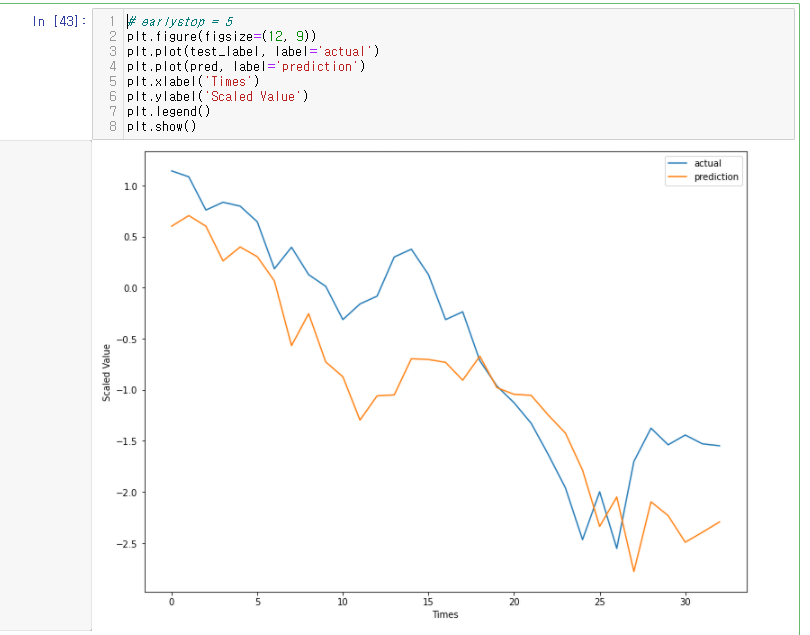 In [43]:
1 # earlystop = 5
2 plt.figure(figsize=(12, 9))
3 plt.plot(test_label, label='actual')
4 plt.plot(pred, label='prediction')
5 plt.xlabel('Times')
6 plt.ylabel('Scaled Value')
7 plt.legend()
8 plt.show()
actual
prediction
1.0
0.5
0.0
−0.5
−1.0
−1.5
−2.0
−2.5
Scaled Value
0 5 10 15 20 25 30
Times